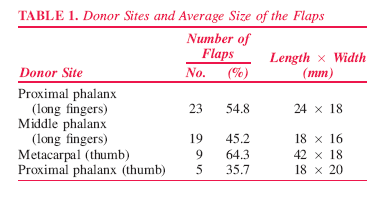 TABLE 1. Donor Sites and Average Size of the Flaps
Number of
Flaps
Length × Width
Donor Site No. (%) (mm)
Proximal phalanx
(long fingers) 23 54.8 24 × 18
Middle phalanx
(long fingers) 19 45.2 18 × 16
Metacarpal (thumb) 9 64.3 42 × 18
Proximal phalanx (thumb) 5 35.7 18 × 20